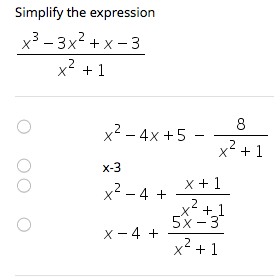 Simplify the expression
x³ – 3x² + x – 3
x² + 1
x² – 4x + 5 – 8
x² + 1
x-3
x² – 4 + x + 1
x² + 1
x – 4 + 5x – 3
x² + 1